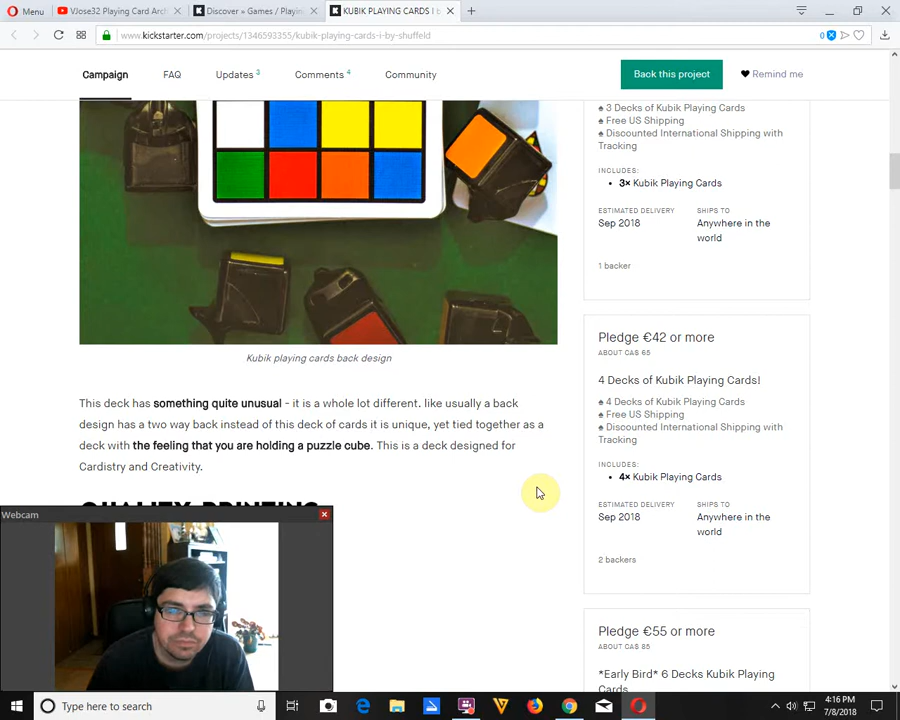 Menu
VJose32 Playing Card Arch
Discover » Games / Playin
KUBIK PLAYING CARDS I b
www.kickstarter.com/projects/1346593355/kubik-playing-cards-i-by-shuffeld
0
Campaign
FAQ
Updates 3
Comments 4
Community
Back this project
Remind me
♠ 3 Decks of Kubik Playing Cards
♠ Free US Shipping
♠ Discounted International Shipping with
Tracking
INCLUDES:
• 3× Kubik Playing Cards
ESTIMATED DELIVERY
SHIPS TO
Sep 2018
Anywhere in the
world
1 backer
Kubik playing cards back design
This deck has something quite unusual - it is a whole lot different. like usually a back
design has a two way back instead of this deck of cards it is unique, yet tied together as a
deck with the feeling that you are holding a puzzle cube. This is a deck designed for
Cardistry and Creativity.
QUALITY PRINTING
Pledge €42 or more
ABOUT CA$ 65
4 Decks of Kubik Playing Cards!
♠ 4 Decks of Kubik Playing Cards
♠ Free US Shipping
♠ Discounted International Shipping with
Tracking
INCLUDES:
• 4× Kubik Playing Cards
ESTIMATED DELIVERY
SHIPS TO
Sep 2018
Anywhere in the
world
2 backers
Pledge €55 or more
ABOUT CA$ 85
*Early Bird* 6 Decks Kubik Playing
Cards
Webcam
Type here to search
4:16 PM
7/8/2018